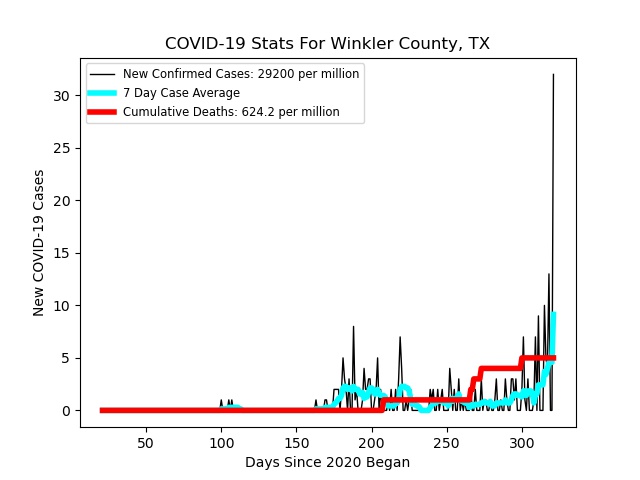 COVID-19 Stats For Winkler County, TX
New Confirmed Cases: 29200 per million
7 Day Case Average
Cumulative Deaths: 624.2 per million
New COVID-19 Cases
30
25
20
15
10
5
0
50
100
150
200
250
300
Days Since 2020 Began